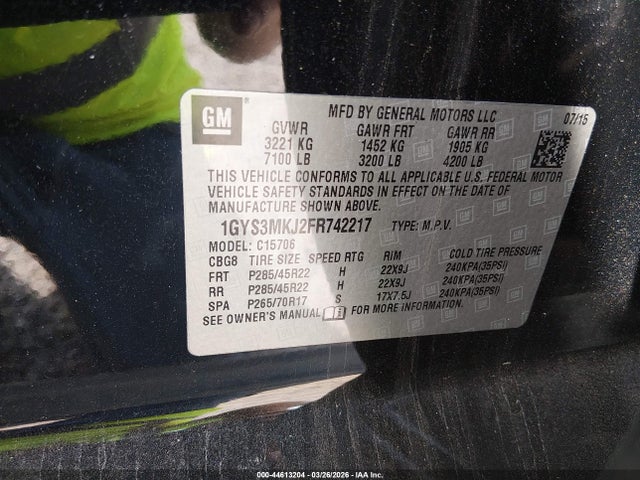 GM
MFD BY GENERAL MOTORS LLC 07/15
GVWR GAWR FRT GAWR RR
3221 KG 1452 KG 1905 KG
7100 LB 3200 LB 4200 LB
THIS VEHICLE CONFORMS TO ALL APPLICABLE U.S. FEDERAL MOTOR
VEHICLE SAFETY STANDARDS IN EFFECT ON THE DATE OF
MANUFACTURE SHOWN ABOVE.
1GYS3MKJ2FR742217 TYPE: M.P.V.
MODEL: C15706
CBG8 TIRE SIZE SPEED RTG RIM COLD TIRE PRESSURE
FRT P285/45R22 H 22X9J 240KPA(35PSI)
RR P285/45R22 H 22X9J 240KPA(35PSI)
SPA P265/70R17 S 17X7.5J 240KPA(35PSI)
SEE OWNER'S MANUAL FOR MORE INFORMATION.
000-44613204 | 03/26/2026 | IAA Inc.